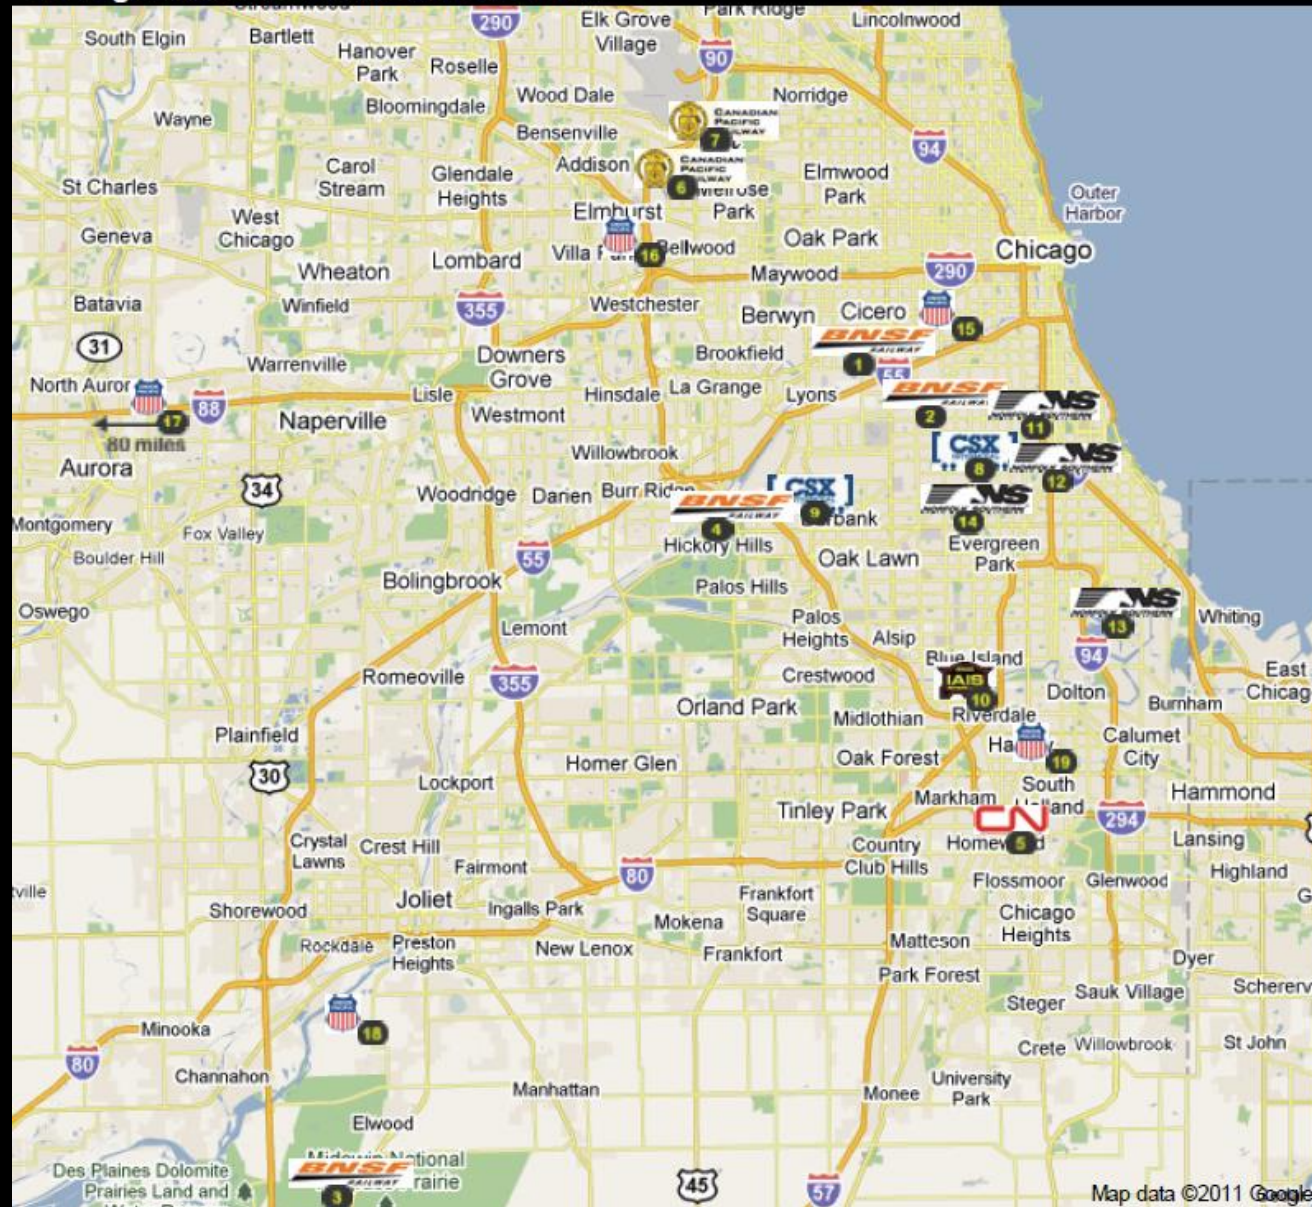 290
Elk Grove
Village
Park Ridge
Lincolnwood
South Elgin
Bartlett
Hanover
Park
Roselle
90
Wood Dale
Norridge
Bloomingdale
Wayne
Bensenville
CANADIAN
PACIFIC
7
94
Addison
CANADIAN
PACIFIC
6
Carol
Stream
Glendale
Heights
Melrose
Park
Elmwood
Park
St Charles
Outer
Harbor
West
Chicago
Elmhurst
Geneva
Villa Park
16
Bellwood
Oak Park
Chicago
Wheaton
Lombard
Maywood
290
Batavia
Winfield
355
Westchester
Berwyn
Cicero
15
31
BNSF
RAILWAY
1
55
Warrenville
Downers
Grove
Brookfield
North Auror
17
88
Lisle
Hinsdale
La Grange
Lyons
BNSF
RAILWAY
2
NS
NORFOLK SOUTHERN
11
Naperville
Westmont
80 miles
Aurora
Willowbrook
CSX
8
NS
NORFOLK SOUTHERN
12
34
Woodridge
Darien
Burr Ridge
BNSF
RAILWAY
4
CSX
9
Burbank
NS
NORFOLK SOUTHERN
14
Montgomery
Fox Valley
Boulder Hill
55
Hickory Hills
Oak Lawn
Evergreen
Park
Bolingbrook
Palos Hills
Oswego
NS
NORFOLK SOUTHERN
13
Whiting
Lemont
Palos
Heights
Alsip
94
Romeoville
355
Crestwood
Blue Island
IAIS
10
Dolton
East
Chicag
Burnham
Orland Park
Midlothian
Riverdale
Plainfield
Calumet
City
30
Homer Glen
Oak Forest
19
Lockport
South
Holland
Hammond
Tinley Park
Markham
CN
5
294
Crystal
Lawns
Crest Hill
Country
Club Hills
Homewood
Lansing
Fairmont
80
Flossmoor
Glenwood
Highland
ville
Joliet
Frankfort
Square
Shorewood
Ingalls Park
Mokena
Chicago
Heights
Rockdale
Preston
Heights
New Lenox
Frankfort
Matteson
Dyer
Park Forest
Steger
Sauk Village
Schererv
18
Minooka
80
Crete
Willowbrook
St John
Channahon
Manhattan
Monee
University
Park
Elwood
Des Plaines Dolomite
Prairies Land and
Midewin National
BNSF
RAILWAY
rairie
3
45
57
Map data ©2011 Google